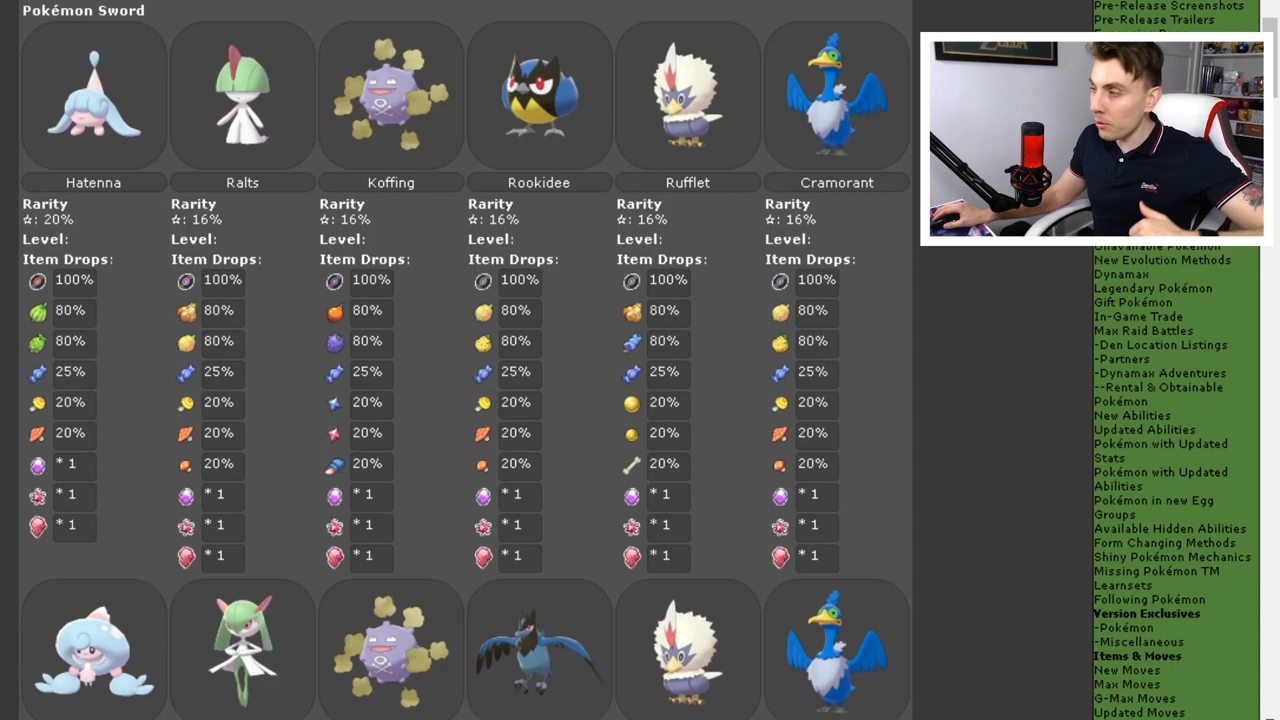 Pokémon Sword
Hatenna Ralts Koffing Rookidee Rufflet Cramorant
Rarity Rarity Rarity Rarity Rarity Rarity
☆: 20% ☆: 16% ☆: 16% ☆: 16% ☆: 16% ☆: 16%
Level: Level: Level: Level: Level: Level:
Item Drops: Item Drops: Item Drops: Item Drops: Item Drops: Item Drops:
100% 100% 100% 100% 100% 100%
80% 80% 80% 80% 80% 80%
80% 80% 80% 80% 80% 80%
25% 25% 25% 25% 25% 25%
20% 20% 20% 20% 20% 20%
20% 20% 20% 20% 20% 20%
* 1 20% 20% 20% 20% 20%
* 1 * 1 * 1 * 1 * 1 * 1
* 1 * 1 * 1 * 1 * 1 * 1
* 1 * 1 * 1 * 1 * 1
Pre-Release Screenshots
Pre-Release Trailers
ZELDA
Unavailable Pokémon
New Evolution Methods
Dynamax
Legendary Pokémon
Gift Pokémon
In-Game Trade
Max Raid Battles
-Den Location Listings
-Partners
-Dynamax Adventures
--Rental & Obtainable
Pokémon
New Abilities
Updated Abilities
Pokémon with Updated
Stats
Pokémon with Updated
Abilities
Pokémon in new Egg
Groups
Available Hidden Abilities
Form Changing Methods
Shiny Pokémon Mechanics
Missing Pokémon TM
Learnsets
Following Pokémon
Version Exclusives
-Pokémon
-Miscellaneous
Items & Moves
New Moves
Max Moves
G-Max Moves
Updated Moves